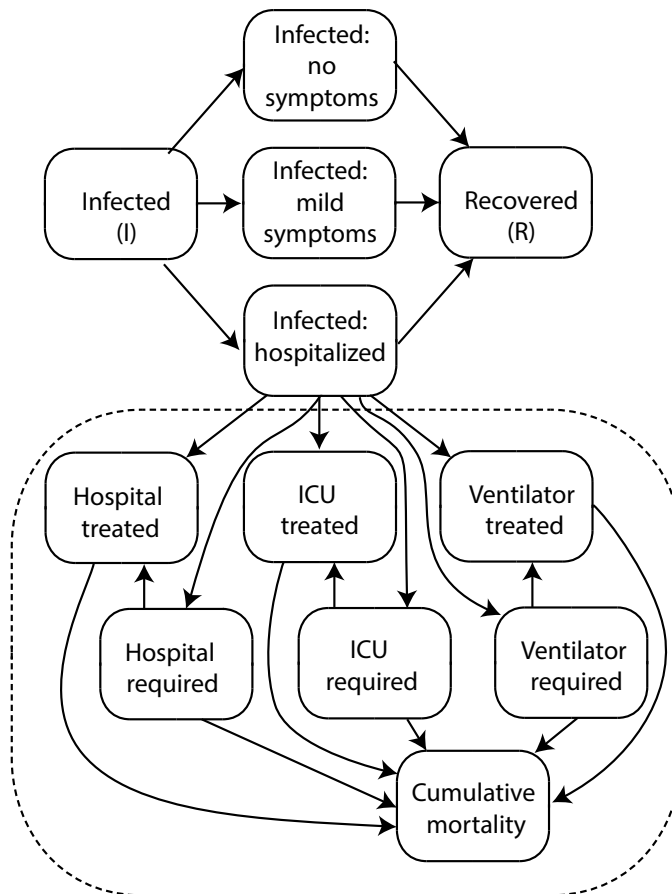 Infected:
no
symptoms
Infected
(I)
Infected:
mild
symptoms
Recovered
(R)
Infected:
hospitalized
Hospital
treated
ICU
treated
Ventilator
treated
Hospital
required
ICU
required
Ventilator
required
Cumulative
mortality